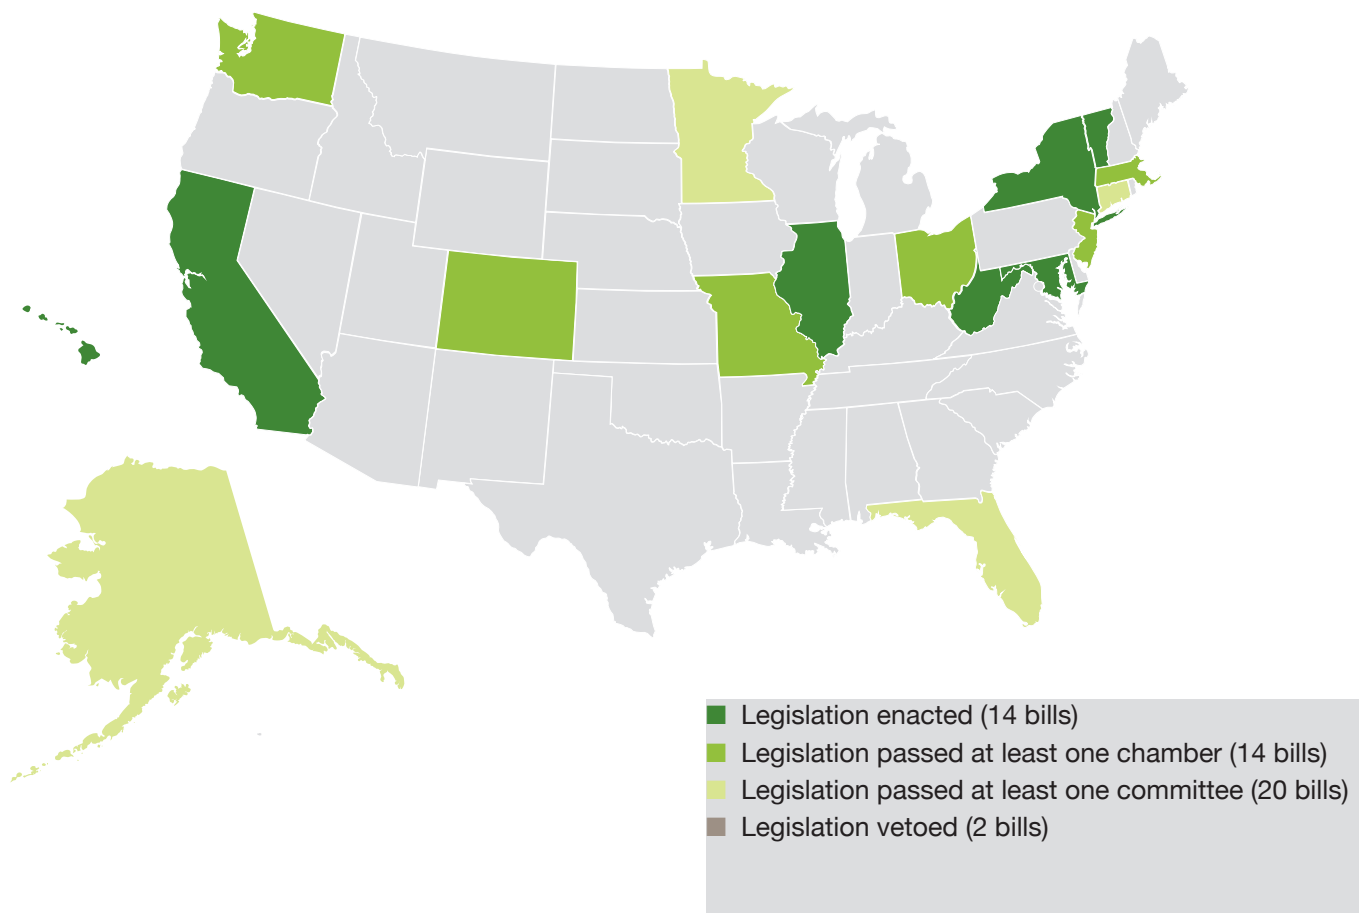 Legislation enacted (14 bills)
Legislation passed at least one chamber (14 bills)
Legislation passed at least one committee (20 bills)
Legislation vetoed (2 bills)